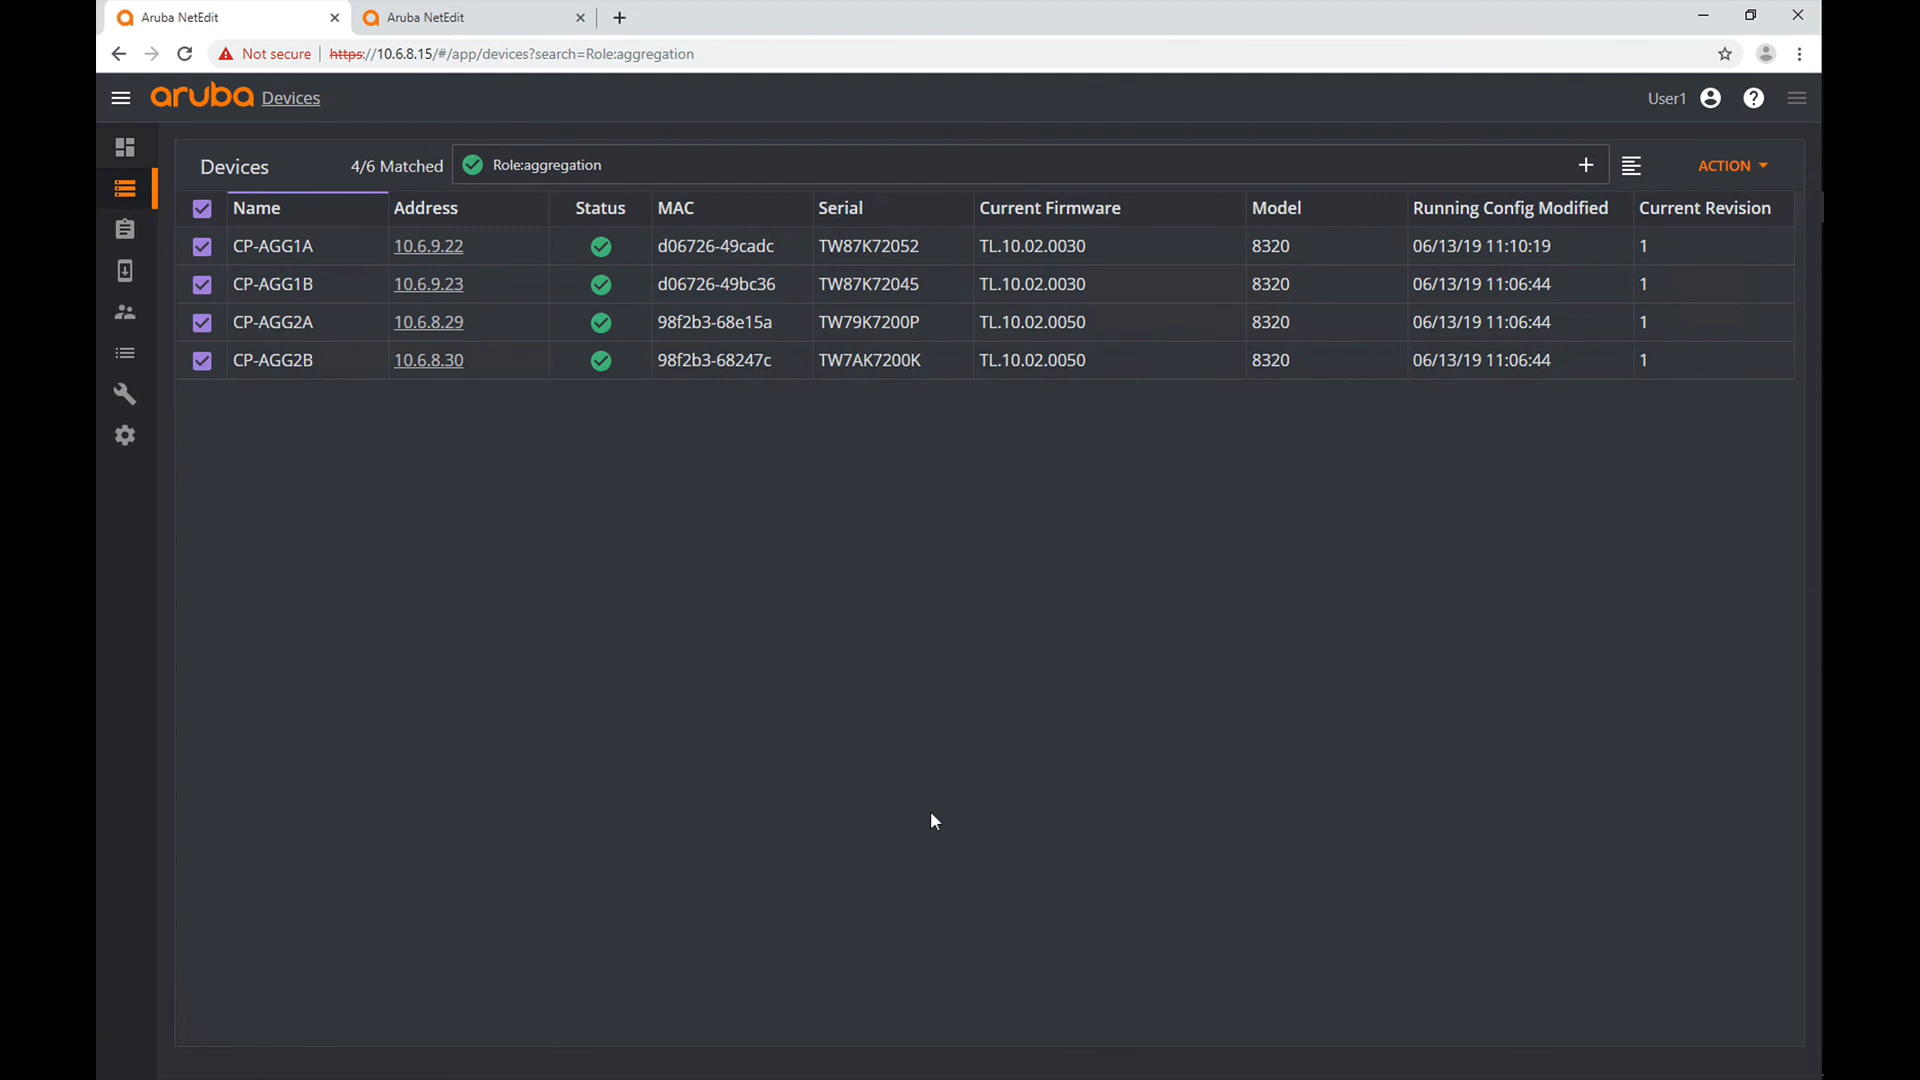 Aruba NetEdit
Aruba NetEdit
Not secure https://10.6.8.15/#/app/devices?search=Role:aggregation
aruba Devices User1
Devices 4/6 Matched Role:aggregation ACTION
Name Address Status MAC Serial Current Firmware Model Running Config Modified Current Revision
CP-AGG1A 10.6.9.22 d06726-49cadc TW87K72052 TL.10.02.0030 8320 06/13/19 11:10:19 1
CP-AGG1B 10.6.9.23 d06726-49bc36 TW87K72045 TL.10.02.0030 8320 06/13/19 11:06:44 1
CP-AGG2A 10.6.8.29 98f2b3-68e15a TW79K7200P TL.10.02.0050 8320 06/13/19 11:06:44 1
CP-AGG2B 10.6.8.30 98f2b3-68247c TW7AK7200K TL.10.02.0050 8320 06/13/19 11:06:44 1